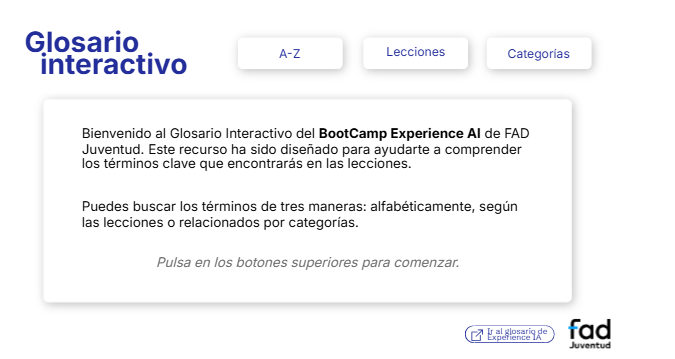 Glosario
interactivo
A-Z
Lecciones
Categorías
Bienvenido al Glosario Interactivo del BootCamp Experience AI de FAD
Juventud. Este recurso ha sido diseñado para ayudarte a comprender
los términos clave que encontrarás en las lecciones.
Puedes buscar los términos de tres maneras: alfabéticamente, según
las lecciones o relacionados por categorías.
Pulsa en los botones superiores para comenzar.
Ir al glosario de
Experience IA
fad
Juventud